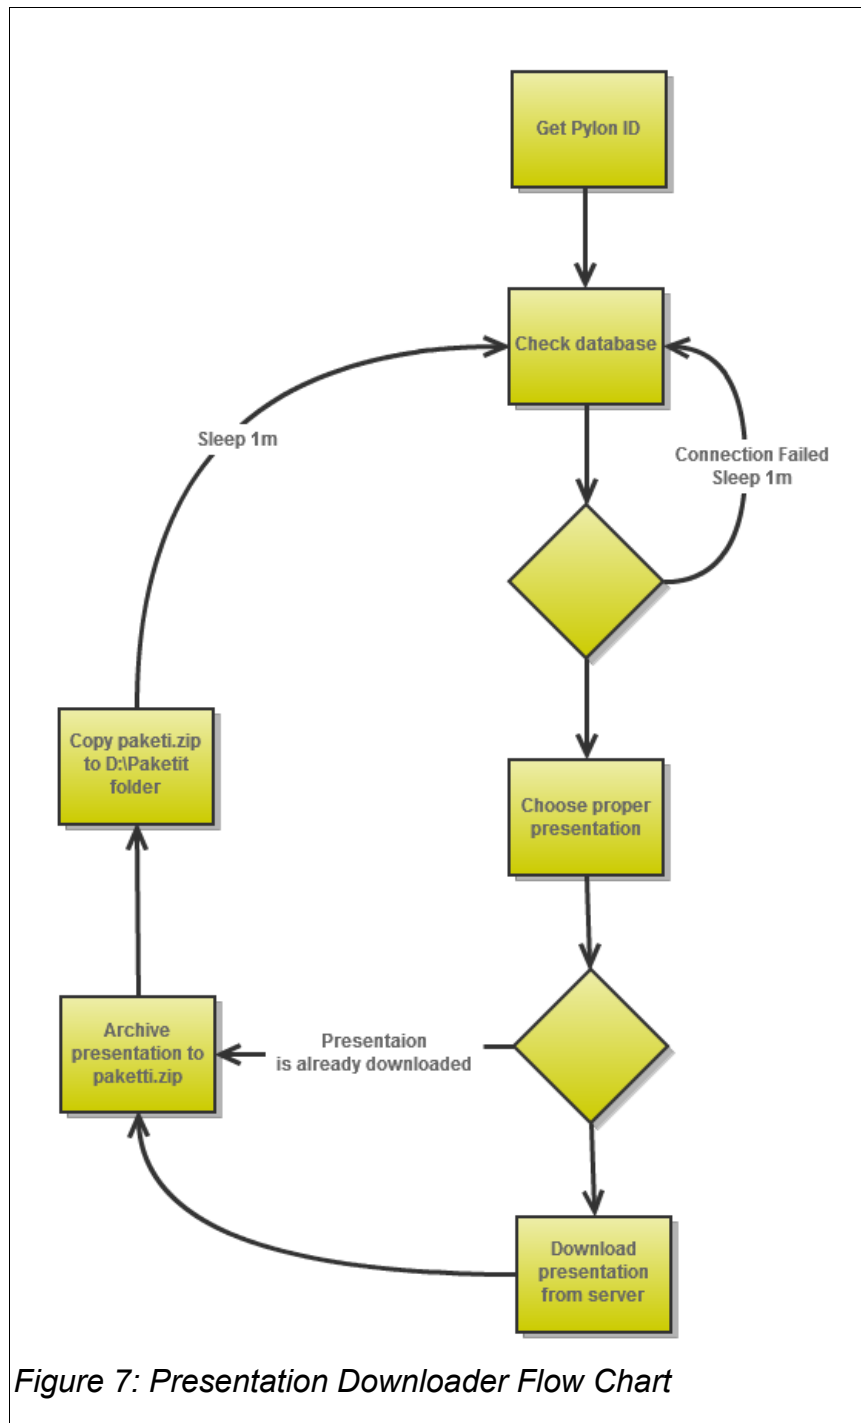 Get Pylon ID
Check database
Sleep 1m
Connection Failed
Sleep 1m
Copy paketi.zip
to D:\Paketit
folder
Choose proper
presentation
Archive
presentation to
paketti.zip
Presentaion
is already downloaded
Download
presentation
from server
Figure 7: Presentation Downloader Flow Chart